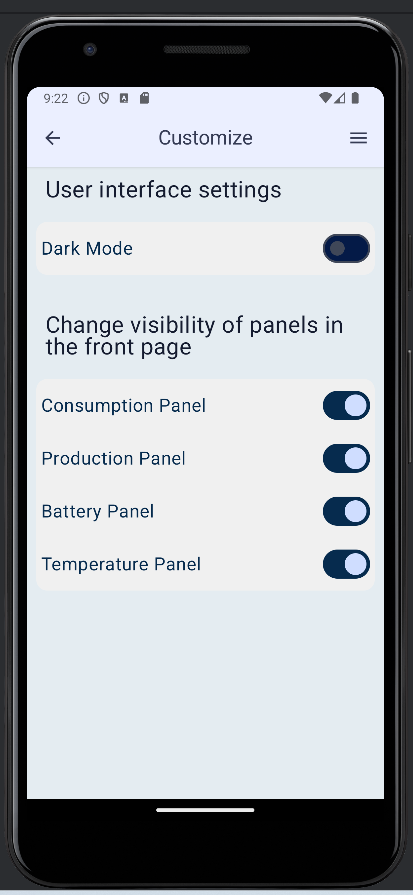 9:22
Customize
User interface settings
Dark Mode
Change visibility of panels in
the front page
Consumption Panel
Production Panel
Battery Panel
Temperature Panel